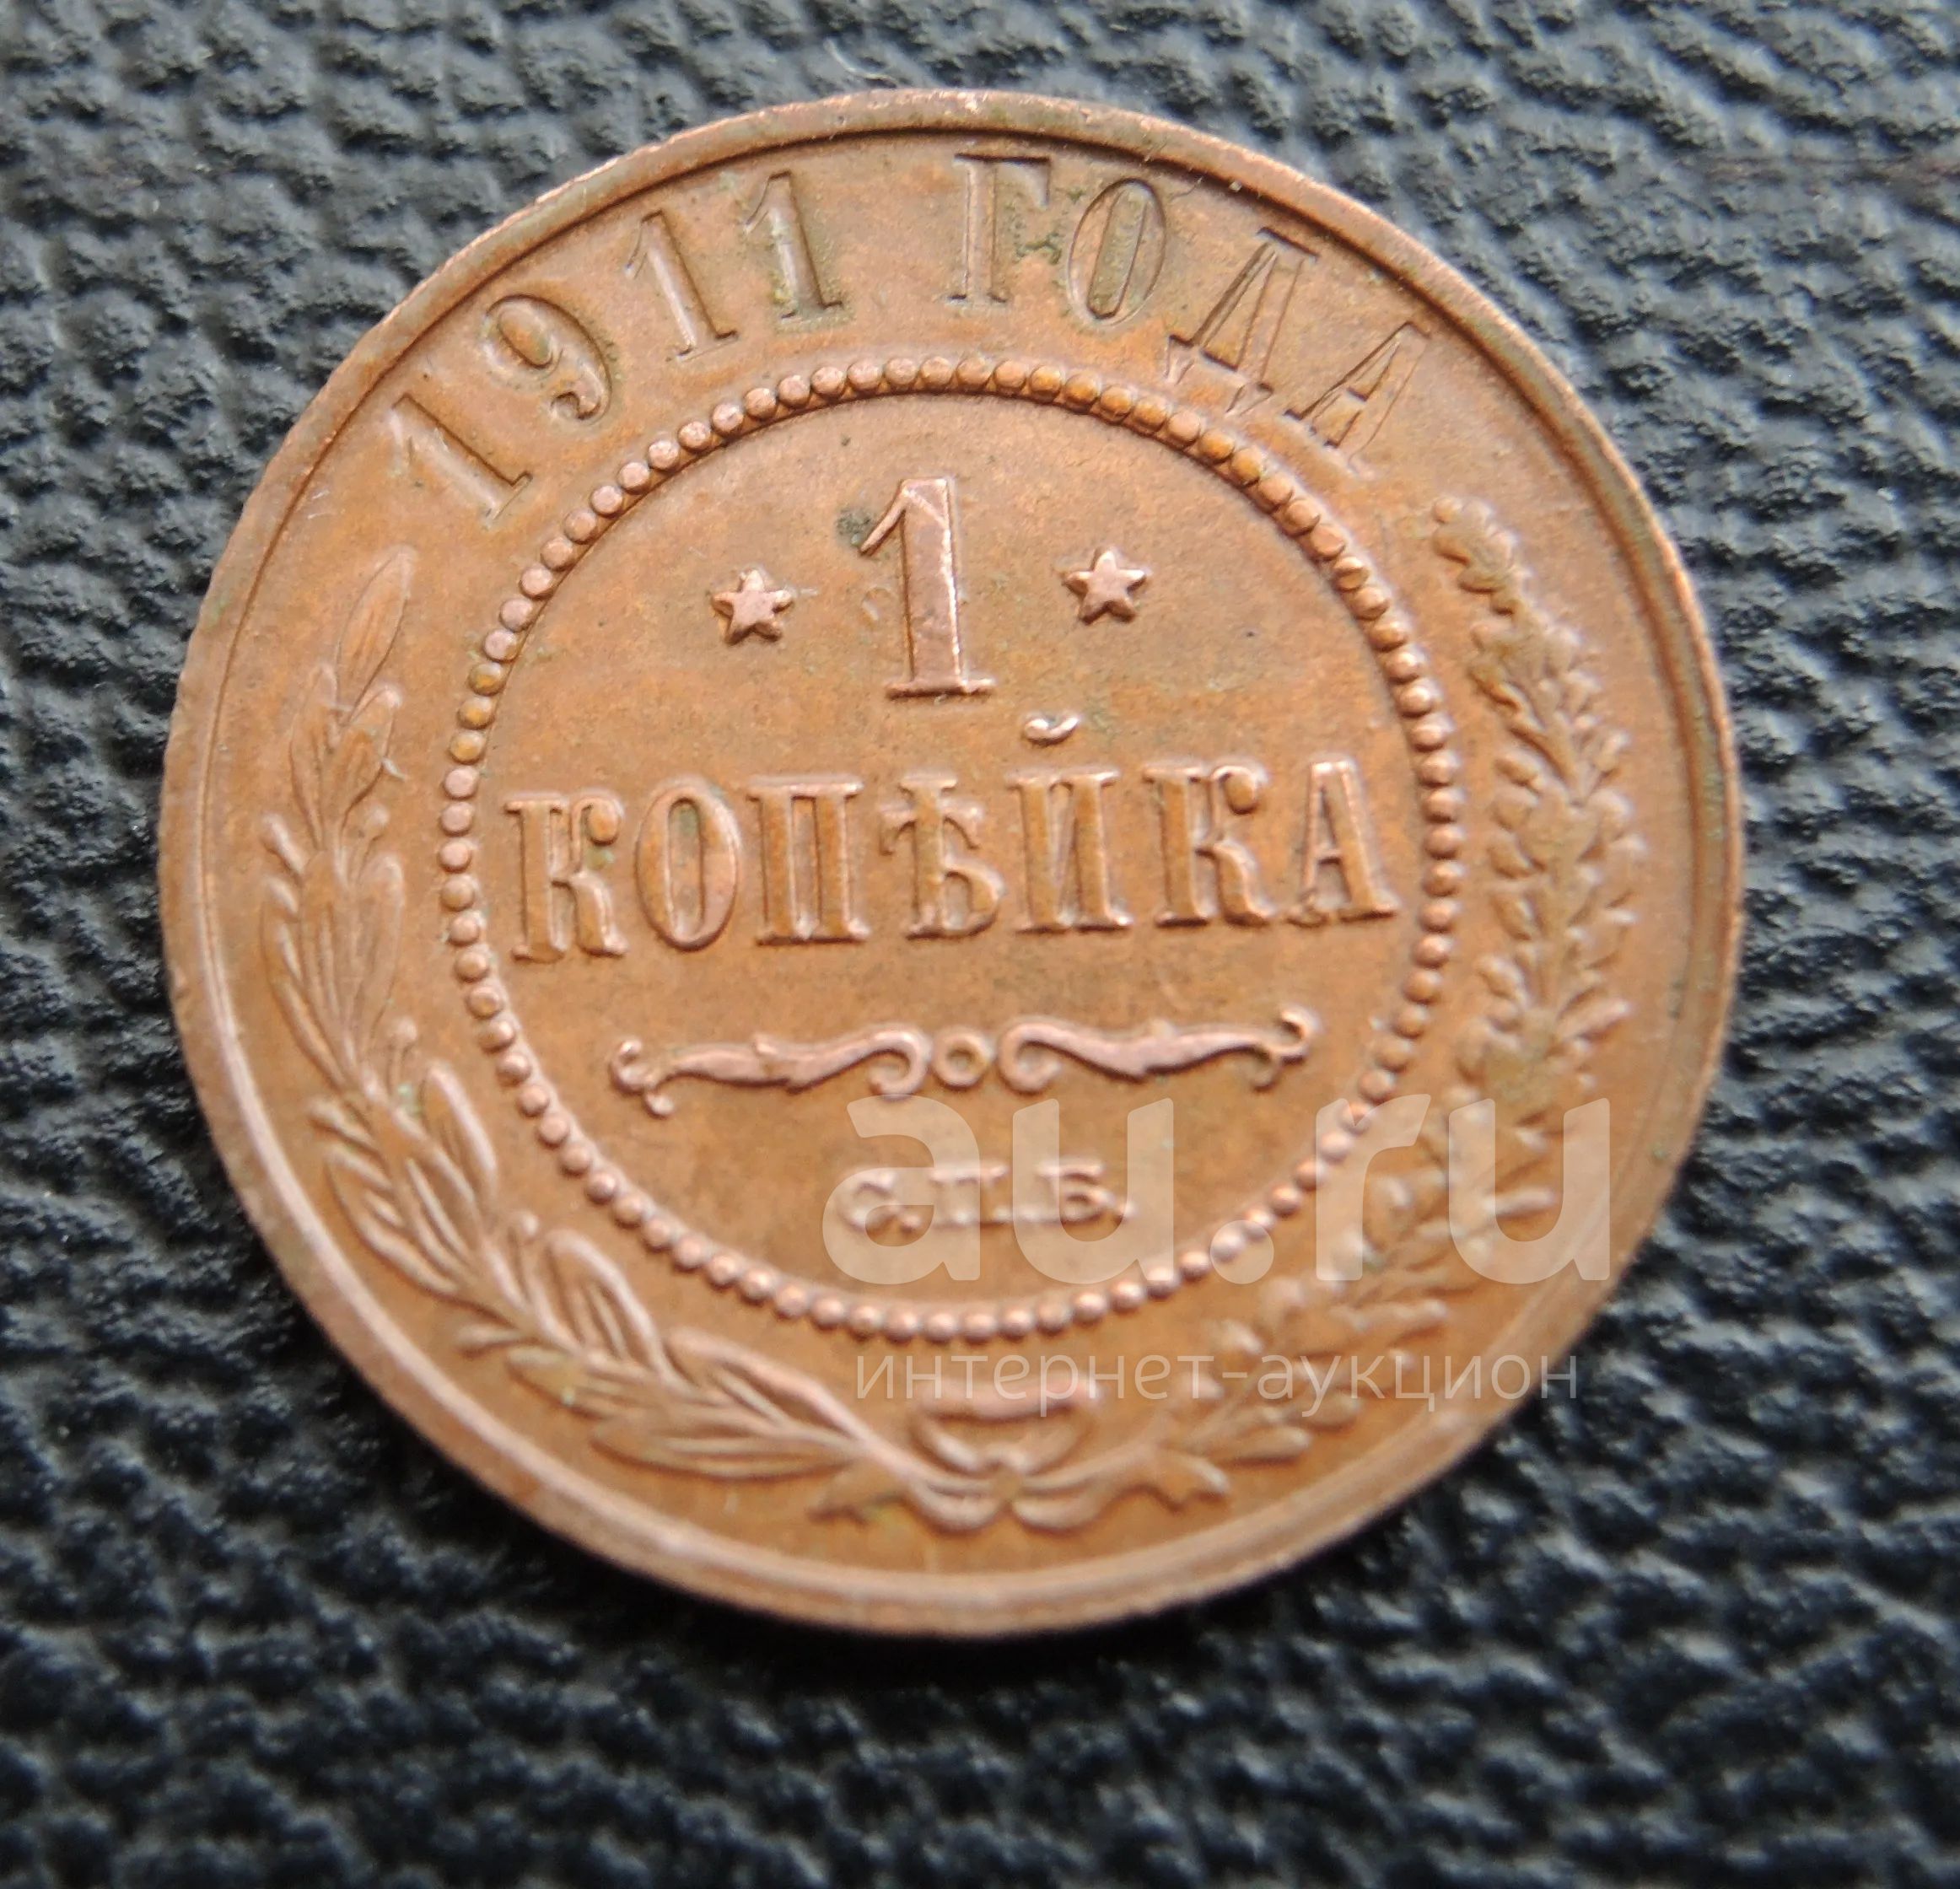 1911 ГОДА
1
КОПѢЙКА
С.П.Б.
au.ru
интернет-аукцион